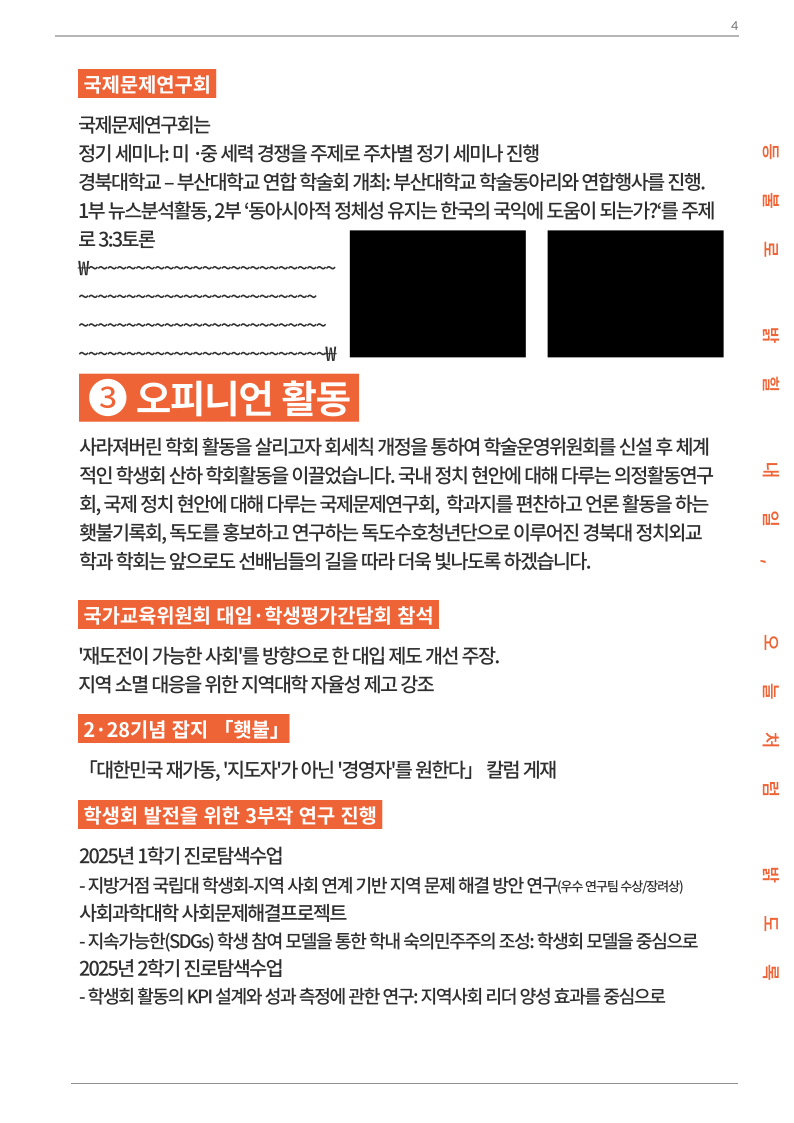 4
국제문제연구회
국제문제연구회는
정기 세미나: 미 ·중 세력 경쟁을 주제로 주차별 정기 세미나 진행
경북대학교 – 부산대학교 연합 학술회 개최: 부산대학교 학술동아리와 연합행사를 진행.
1부 뉴스분석활동, 2부 ‘동아시아적 정체성 유지는 한국의 국익에 도움이 되는가?‘를 주제
로 3:3토론
₩~~~~~~~~~~~~~~~~~~~~~~~~~~
~~~~~~~~~~~~~~~~~~~~~~~~~
~~~~~~~~~~~~~~~~~~~~~~~~~~
~~~~~~~~~~~~~~~~~~~~~~~~~~₩
3 오피니언 활동
사라져버린 학회 활동을 살리고자 회세칙 개정을 통하여 학술운영위원회를 신설 후 체계
적인 학생회 산하 학회활동을 이끌었습니다. 국내 정치 현안에 대해 다루는 의정활동연구
회, 국제 정치 현안에 대해 다루는 국제문제연구회, 학과지를 편찬하고 언론 활동을 하는
횃불기록회, 독도를 홍보하고 연구하는 독도수호청년단으로 이루어진 경북대 정치외교
학과 학회는 앞으로도 선배님들의 길을 따라 더욱 빛나도록 하겠습니다.
국가교육위원회 대입·학생평가간담회 참석
'재도전이 가능한 사회'를 방향으로 한 대입 제도 개선 주장.
지역 소멸 대응을 위한 지역대학 자율성 제고 강조
2·28기념 잡지 「횃불」
「대한민국 재가동, '지도자'가 아닌 '경영자'를 원한다」 칼럼 게재
학생회 발전을 위한 3부작 연구 진행
2025년 1학기 진로탐색수업
- 지방거점 국립대 학생회-지역 사회 연계 기반 지역 문제 해결 방안 연구(우수 연구팀 수상/장려상)
사회과학대학 사회문제해결프로젝트
- 지속가능한(SDGs) 학생 참여 모델을 통한 학내 숙의민주주의 조성: 학생회 모델을 중심으로
2025년 2학기 진로탐색수업
- 학생회 활동의 KPI 설계와 성과 측정에 관한 연구: 지역사회 리더 양성 효과를 중심으로
등불로 밝힐 내일, 오늘처럼 밝도록